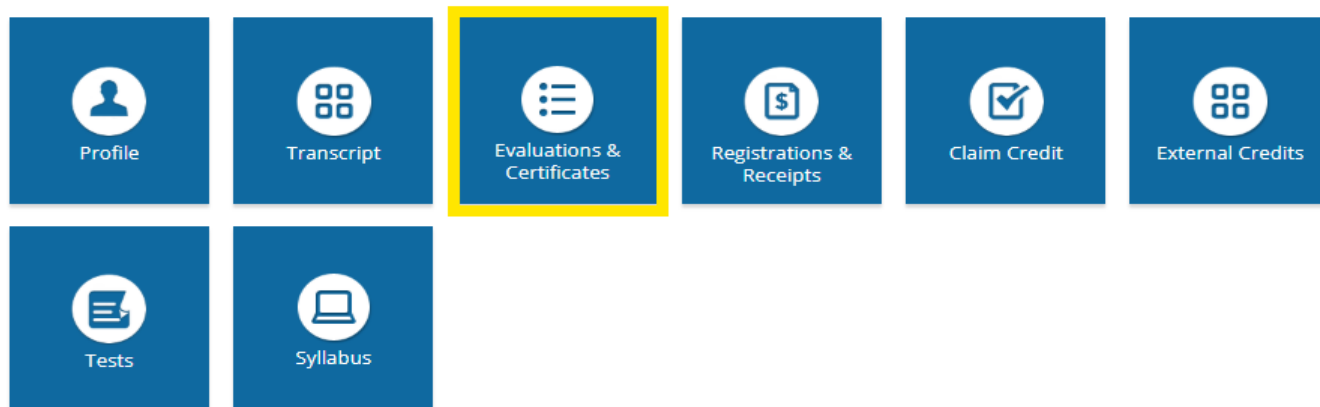 Profile
Transcript
Evaluations &
Certificates
Registrations &
Receipts
Claim Credit
External Credits
Tests
Syllabus